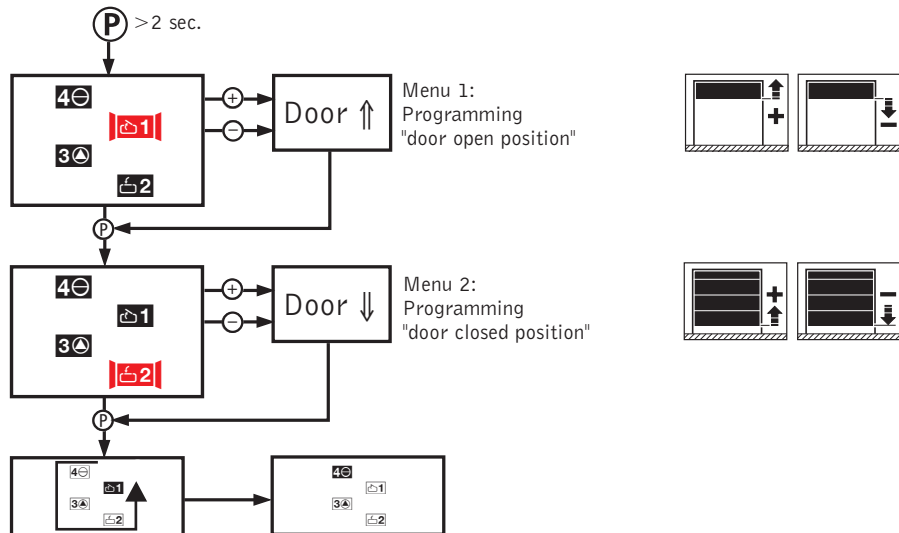 P >2 sec.
4
1
3
2
+
−
Door ⇑
Menu 1:
Programming
"door open position"
+
−
P
4
1
3
2
+
−
Door ⇓
Menu 2:
Programming
"door closed position"
+
−
P
4
1
3
2
4
1
3
2